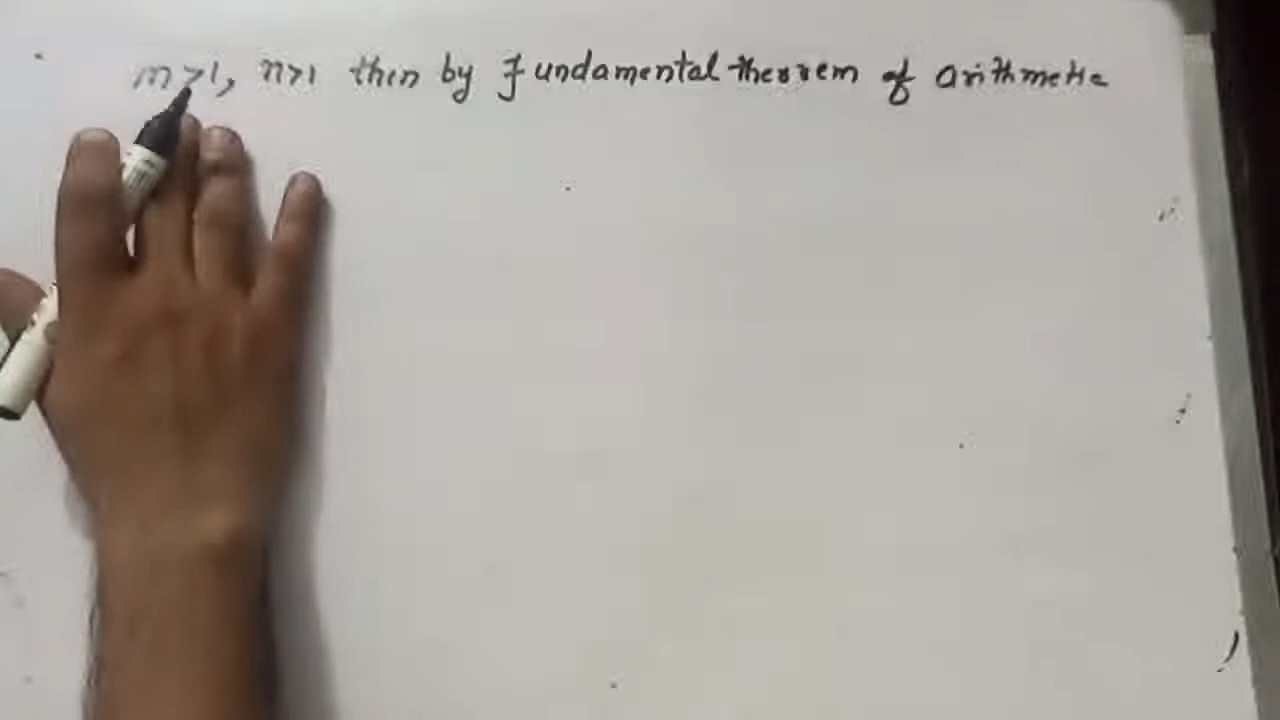 m>1, n>1 then by fundamental theorem of arithmetic